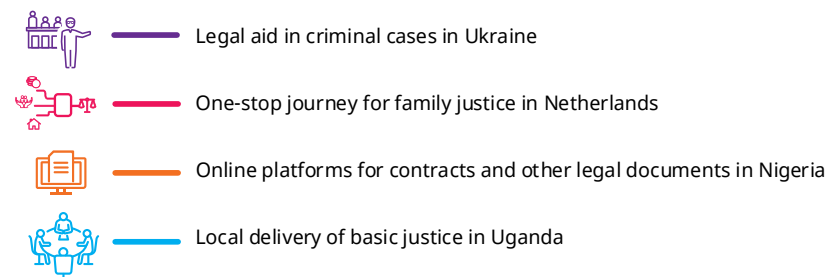 Legal aid in criminal cases in Ukraine
One-stop journey for family justice in Netherlands
Online platforms for contracts and other legal documents in Nigeria
Local delivery of basic justice in Uganda